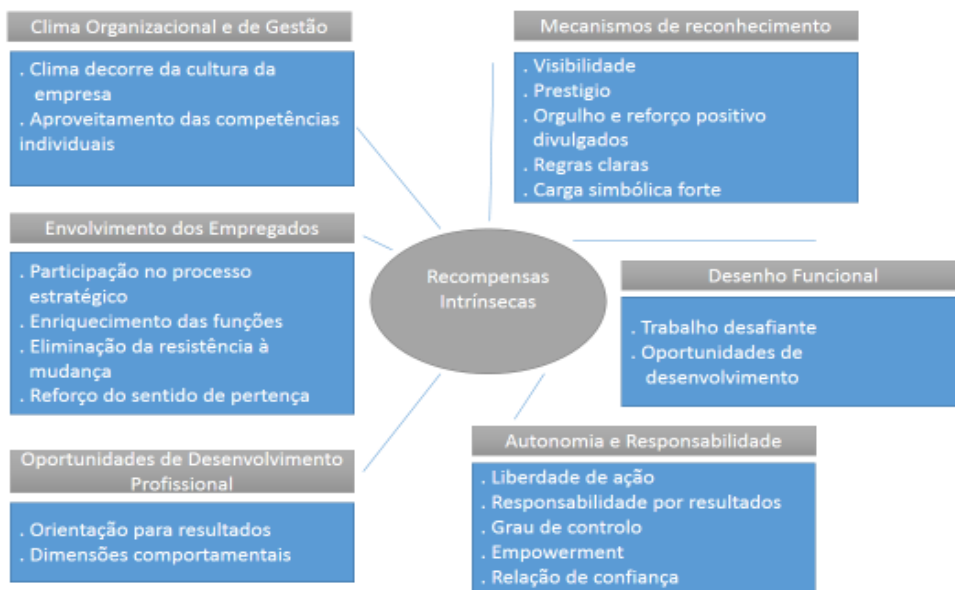 Clima Organizacional e de Gestão
. Clima decorre da cultura da
empresa
. Aproveitamento das competências
individuais
Mecanismos de reconhecimento
. Visibilidade
. Prestigio
. Orgulho e reforço positivo
divulgados
. Regras claras
. Carga simbólica forte
Envolvimento dos Empregados
. Participação no processo
estratégico
. Enriquecimento das funções
. Eliminação da resistência à
mudança
. Reforço do sentido de pertença
Recompensas
Intrínsecas
Desenho Funcional
. Trabalho desafiante
. Oportunidades de
desenvolvimento
Oportunidades de Desenvolvimento
Profissional
. Orientação para resultados
. Dimensões comportamentais
Autonomia e Responsabilidade
. Liberdade de ação
. Responsabilidade por resultados
. Grau de controlo
. Empowerment
. Relação de confiança